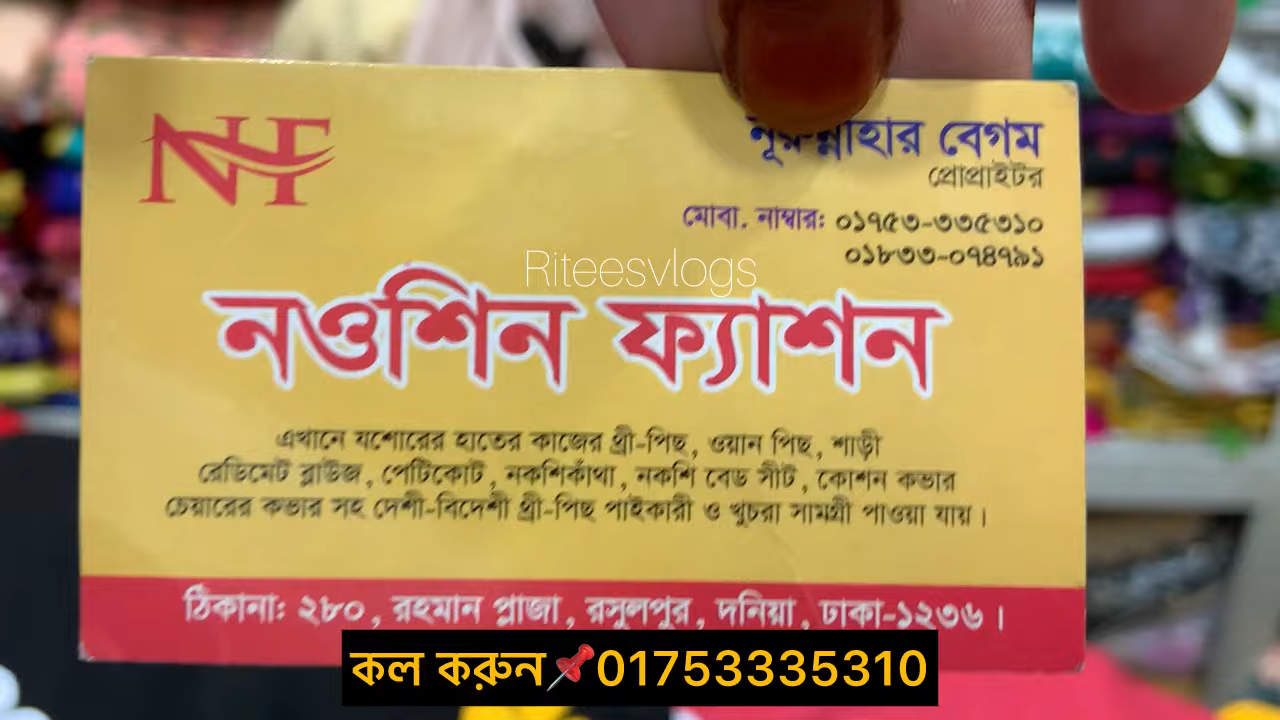 NF
নূরুন্নাহার বেগম
প্রোপ্রাইটর
মোবা. নাম্বার: ০১৭৫৩-৩৩৫৩১০
০১৮৩৩-০৭৪৭৯১
Riteesvlogs
নওশিন ফ্যাশন
এখানে যশোরের হাতের কাজের থ্রী-পিছ, ওয়ান পিছ, শাড়ী
রেডিমেট ব্লাউজ, পেটিকোট, নকশিকাঁথা, নকশি বেড সীট, কোশন কভার
চেয়ারের কভার সহ দেশী-বিদেশী থ্রী-পিছ পাইকারী ও খুচরা সামগ্রী পাওয়া যায়।
ঠিকানা: ২৮০, রহমান প্লাজা, রসুলপুর, দনিয়া, ঢাকা-১২৩৬।
কল করুন📌01753335310